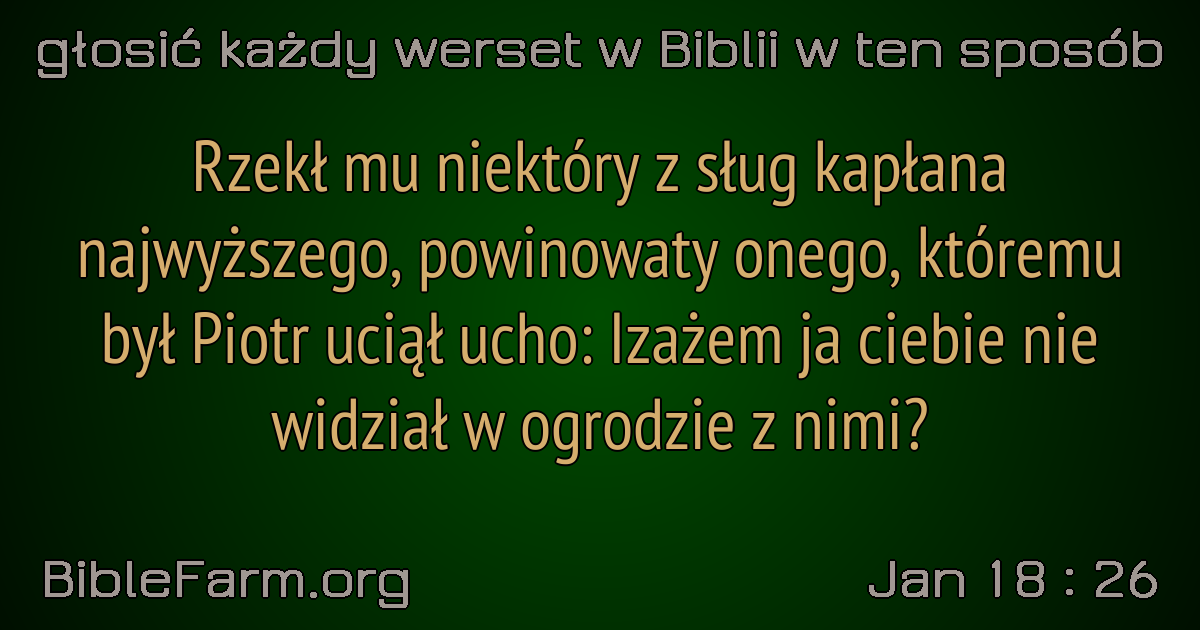 głosić każdy werset w Biblii w ten sposób
Rzekł mu niektóry z sług kapłana
najwyższego, powinowaty onego, któremu
był Piotr uciął ucho: Izażem ja ciebie nie
widział w ogrodzie z nimi?
BibleFarm.org
Jan 18 : 26